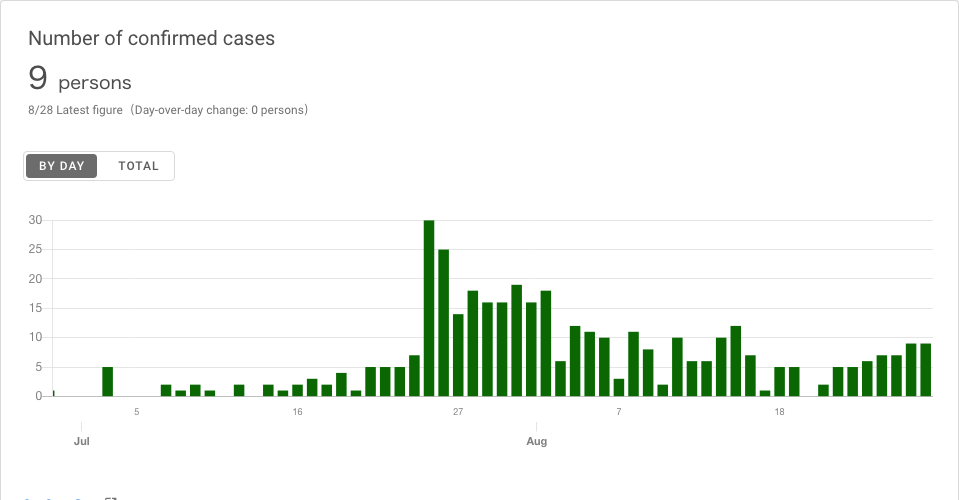 Number of confirmed cases
9 persons
8/28 Latest figure（Day-over-day change: 0 persons）
BY DAY TOTAL
30
25
20
15
10
5
0
5 16 27 7 18
Jul Aug